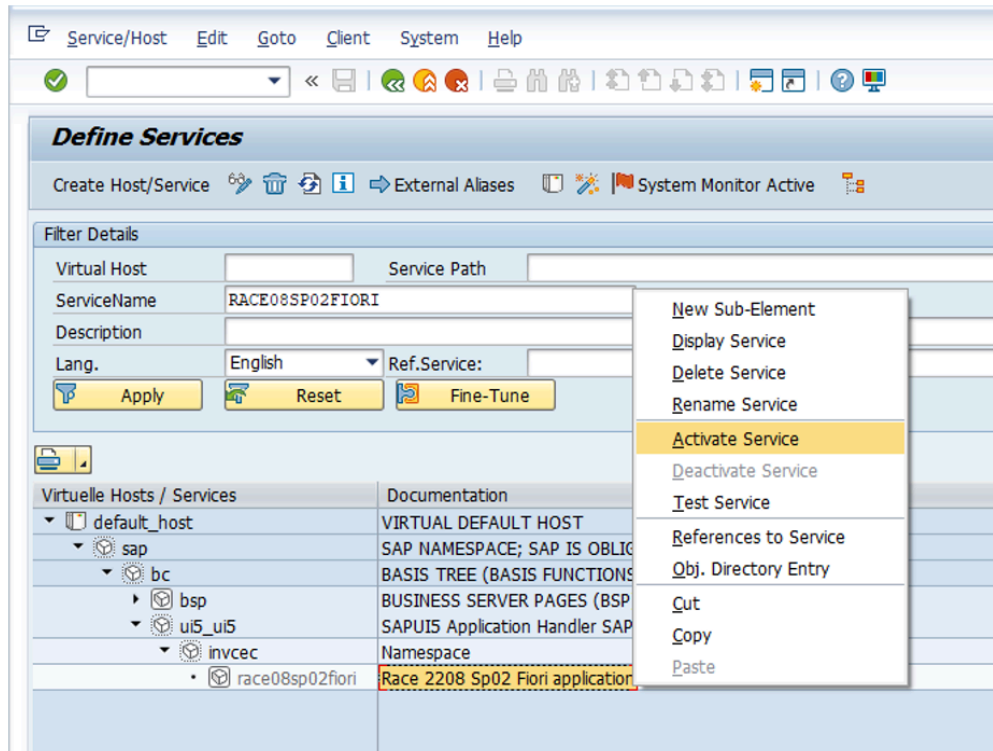 Service/Host Edit Goto Client System Help
Define Services
Create Host/Service External Aliases System Monitor Active
Filter Details
Virtual Host Service Path
ServiceName RACE08SP02FIORI
Description
Lang. English Ref.Service:
Apply Reset Fine-Tune
New Sub-Element
Display Service
Delete Service
Rename Service
Activate Service
Deactivate Service
Test Service
References to Service
Obj. Directory Entry
Cut
Copy
Paste
Virtuelle Hosts / Services Documentation
default_host VIRTUAL DEFAULT HOST
sap SAP NAMESPACE; SAP IS OBLIG
bc BASIS TREE (BASIS FUNCTIONS
bsp BUSINESS SERVER PAGES (BSP
ui5_ui5 SAPUI5 Application Handler SAP
invcec Namespace
race08sp02fiori Race 2208 Sp02 Fiori application